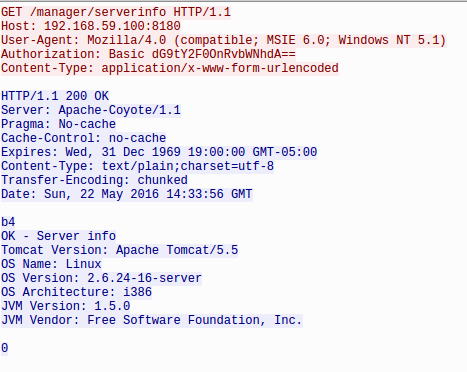 GET /manager/serverinfo HTTP/1.1
Host: 192.168.59.100:8180
User-Agent: Mozilla/4.0 (compatible; MSIE 6.0; Windows NT 5.1)
Authorization: Basic dG9tY2F0OnRvbWNhdA==
Content-Type: application/x-www-form-urlencoded
HTTP/1.1 200 OK
Server: Apache-Coyote/1.1
Pragma: No-cache
Cache-Control: no-cache
Expires: Wed, 31 Dec 1969 19:00:00 GMT-05:00
Content-Type: text/plain;charset=utf-8
Transfer-Encoding: chunked
Date: Sun, 22 May 2016 14:33:56 GMT
b4
OK - Server info
Tomcat Version: Apache Tomcat/5.5
OS Name: Linux
OS Version: 2.6.24-16-server
OS Architecture: i386
JVM Version: 1.5.0
JVM Vendor: Free Software Foundation, Inc.
0